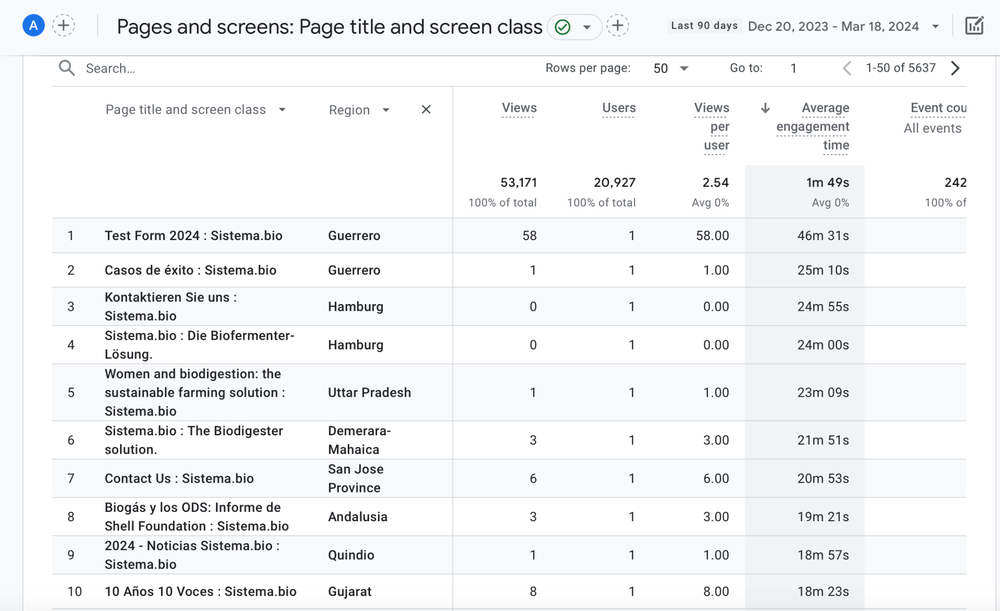 A
Pages and screens: Page title and screen class
Last 90 days Dec 20, 2023 - Mar 18, 2024
Search...
Rows per page: 50 Go to: 1 1-50 of 5637
Page title and screen class Region
Views
Users
Views
per
user
Average
engagement
time
Event cou
All events
53,171 20,927 2.54 1m 49s 242
100% of total 100% of total Avg 0% Avg 0% 100% of
1 Test Form 2024 : Sistema.bio Guerrero 58 1 58.00 46m 31s
2 Casos de éxito : Sistema.bio Guerrero 1 1 1.00 25m 10s
3 Kontaktieren Sie uns :
Sistema.bio
Hamburg 0 1 0.00 24m 55s
4 Sistema.bio : Die Biofermenter-
Lösung.
Hamburg 0 1 0.00 24m 00s
5 Women and biodigestion: the
sustainable farming solution :
Sistema.bio
Uttar Pradesh 1 1 1.00 23m 09s
6 Sistema.bio : The Biodigester
solution.
Demerara-
Mahaica
3 1 3.00 21m 51s
7 Contact Us : Sistema.bio
San Jose
Province
6 1 6.00 20m 53s
8 Biogás y los ODS: Informe de
Shell Foundation : Sistema.bio
Andalusia 3 1 3.00 19m 21s
9 2024 - Noticias Sistema.bio :
Sistema.bio
Quindio 1 1 1.00 18m 57s
10 10 Años 10 Voces : Sistema.bio Gujarat 8 1 8.00 18m 23s